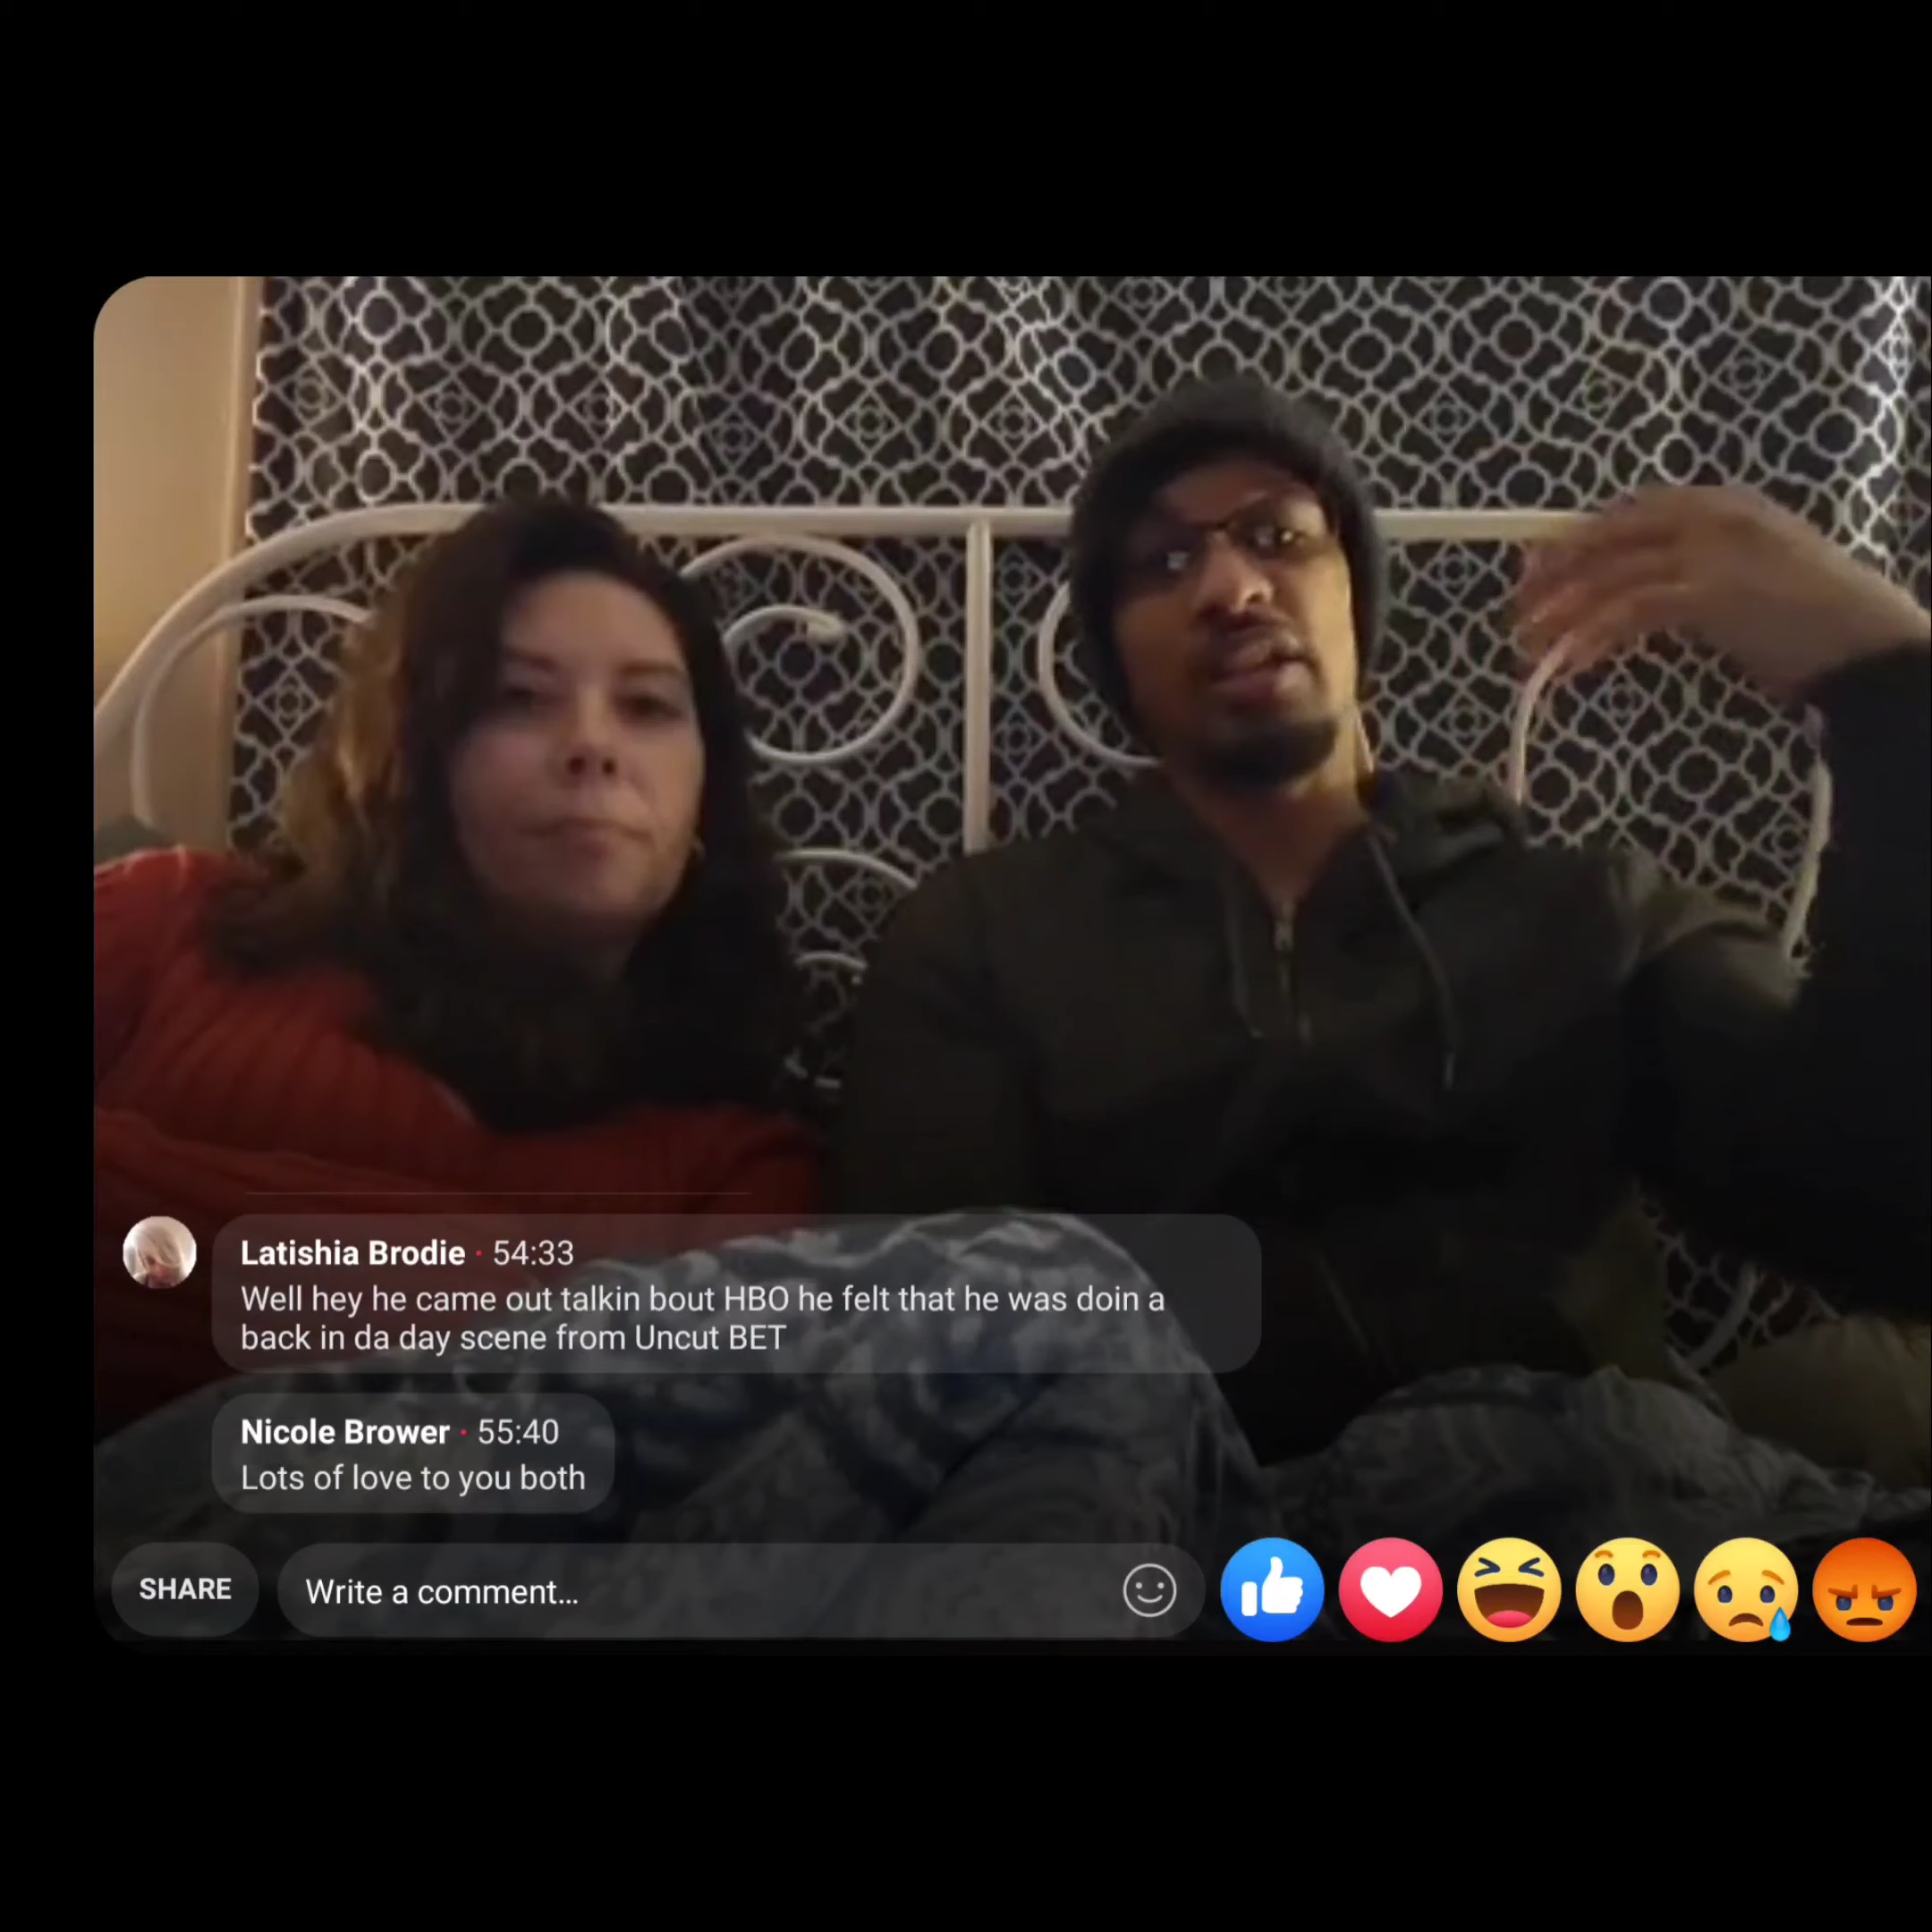 Latishia Brodie · 54:33
Well hey he came out talkin bout HBO he felt that he was doin a
back in da day scene from Uncut BET
Nicole Brower · 55:40
Lots of love to you both
SHARE
Write a comment...